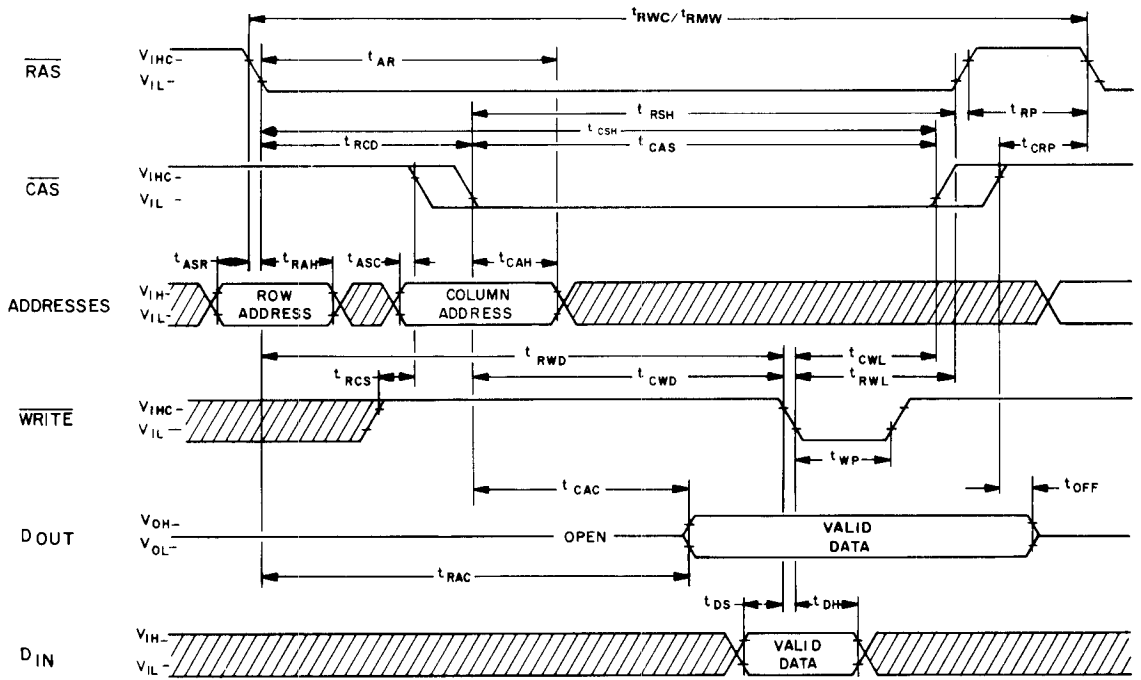 tRWC/tRMW
RAS
VIHC-
VIL-
tAR
tRSH
tRP
tCSH
tRCD
tCAS
tCRP
CAS
VIHC-
VIL-
tASR
tRAH
tASC
tCAH
ADDRESSES
VIH-
VIL-
ROW
ADDRESS
COLUMN
ADDRESS
tRWD
tCWL
tRCS
tCWD
tRWL
WRITE
VIHC-
VIL-
tWP
tCAC
tOFF
DOUT
VOH-
VOL-
OPEN
VALID
DATA
tRAC
tDS
tDH
DIN
VIH-
VIL-
VALID
DATA